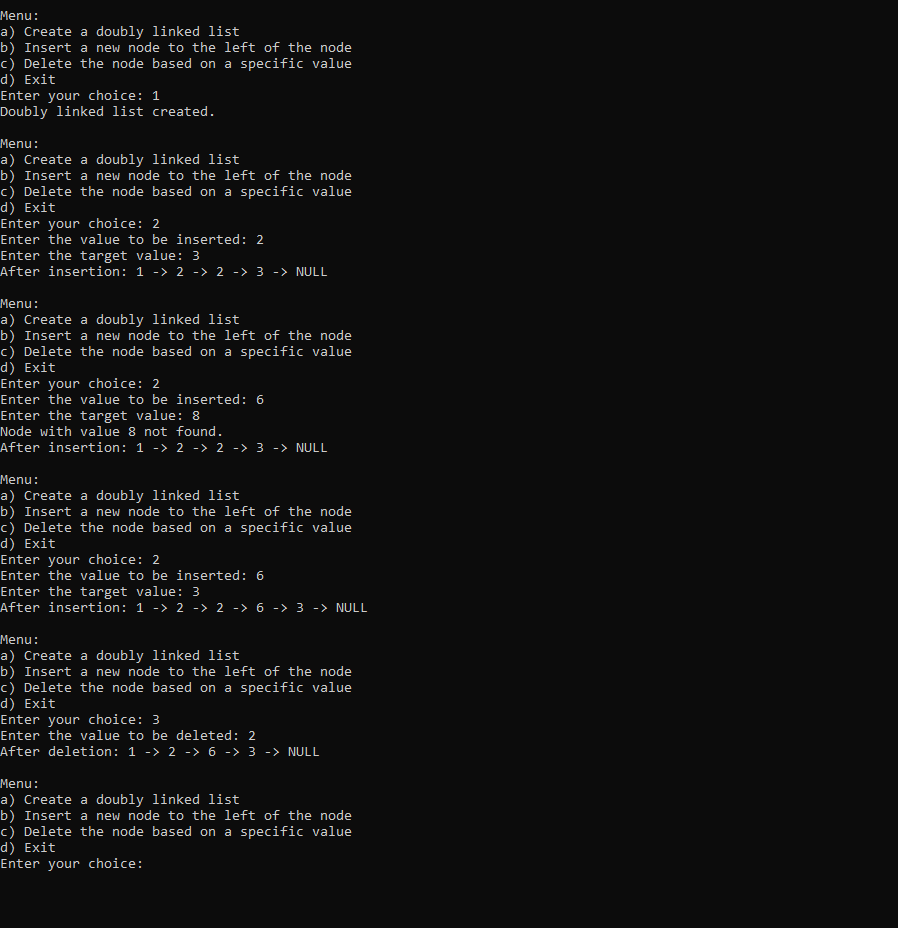 Menu:
a) Create a doubly linked list
b) Insert a new node to the left of the node
c) Delete the node based on a specific value
d) Exit
Enter your choice: 1
Doubly linked list created.
Menu:
a) Create a doubly linked list
b) Insert a new node to the left of the node
c) Delete the node based on a specific value
d) Exit
Enter your choice: 2
Enter the value to be inserted: 2
Enter the target value: 3
After insertion: 1 -> 2 -> 2 -> 3 -> NULL
Menu:
a) Create a doubly linked list
b) Insert a new node to the left of the node
c) Delete the node based on a specific value
d) Exit
Enter your choice: 2
Enter the value to be inserted: 6
Enter the target value: 8
Node with value 8 not found.
After insertion: 1 -> 2 -> 2 -> 3 -> NULL
Menu:
a) Create a doubly linked list
b) Insert a new node to the left of the node
c) Delete the node based on a specific value
d) Exit
Enter your choice: 2
Enter the value to be inserted: 6
Enter the target value: 3
After insertion: 1 -> 2 -> 2 -> 6 -> 3 -> NULL
Menu:
a) Create a doubly linked list
b) Insert a new node to the left of the node
c) Delete the node based on a specific value
d) Exit
Enter your choice: 3
Enter the value to be deleted: 2
After deletion: 1 -> 2 -> 6 -> 3 -> NULL
Menu:
a) Create a doubly linked list
b) Insert a new node to the left of the node
c) Delete the node based on a specific value
d) Exit
Enter your choice: